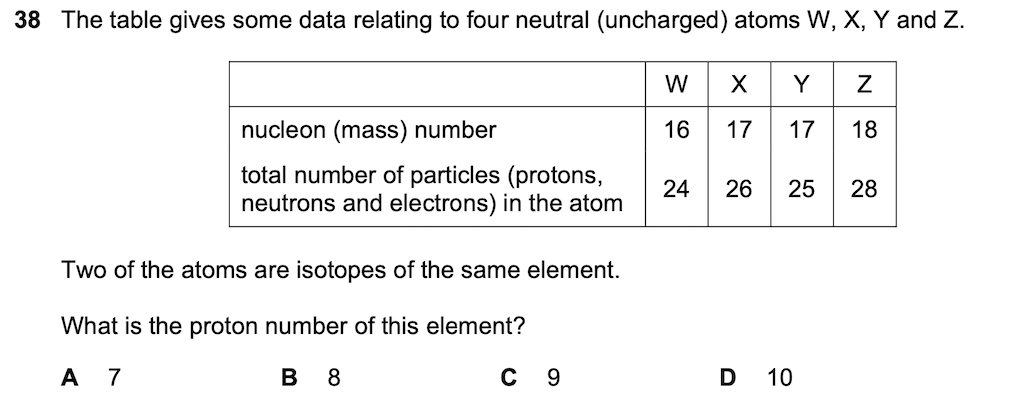 38 The table gives some data relating to four neutral (uncharged) atoms W, X, Y and Z.
W X Y Z
nucleon (mass) number 16 17 17 18
total number of particles (protons,
neutrons and electrons) in the atom 24 26 25 28
Two of the atoms are isotopes of the same element.
What is the proton number of this element?
A 7 B 8 C 9 D 10